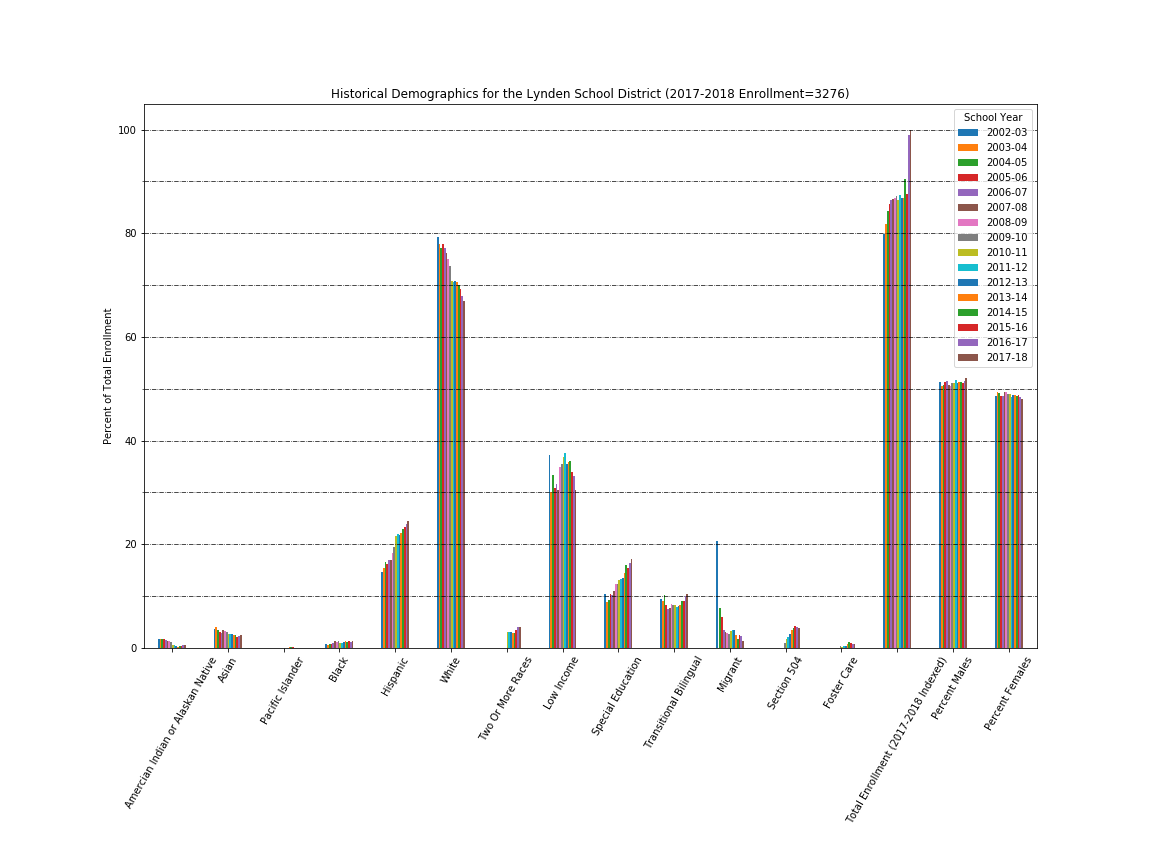 Historical Demographics for the Lynden School District (2017-2018 Enrollment=3276)
Percent of Total Enrollment
100
80
60
40
20
0
School Year
2002-03
2003-04
2004-05
2005-06
2006-07
2007-08
2008-09
2009-10
2010-11
2011-12
2012-13
2013-14
2014-15
2015-16
2016-17
2017-18
Amercian Indian or Alaskan Native
Asian
Pacific Islander
Black
Hispanic
White
Two Or More Races
Low Income
Special Education
Transitional Bilingual
Migrant
Section 504
Foster Care
Total Enrollment (2017-2018 Indexed)
Percent Males
Percent Females